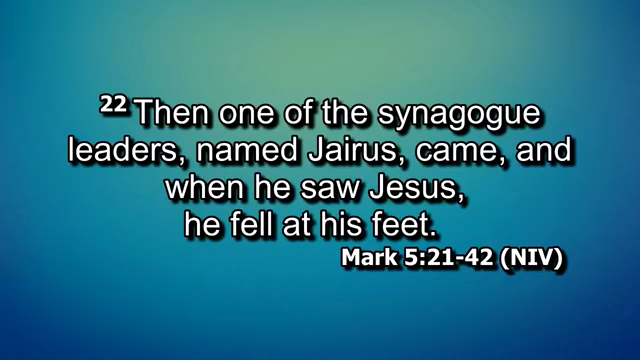 22 Then one of the synagogue
leaders, named Jairus, came, and
when he saw Jesus,
he fell at his feet.
Mark 5:21-42 (NIV)